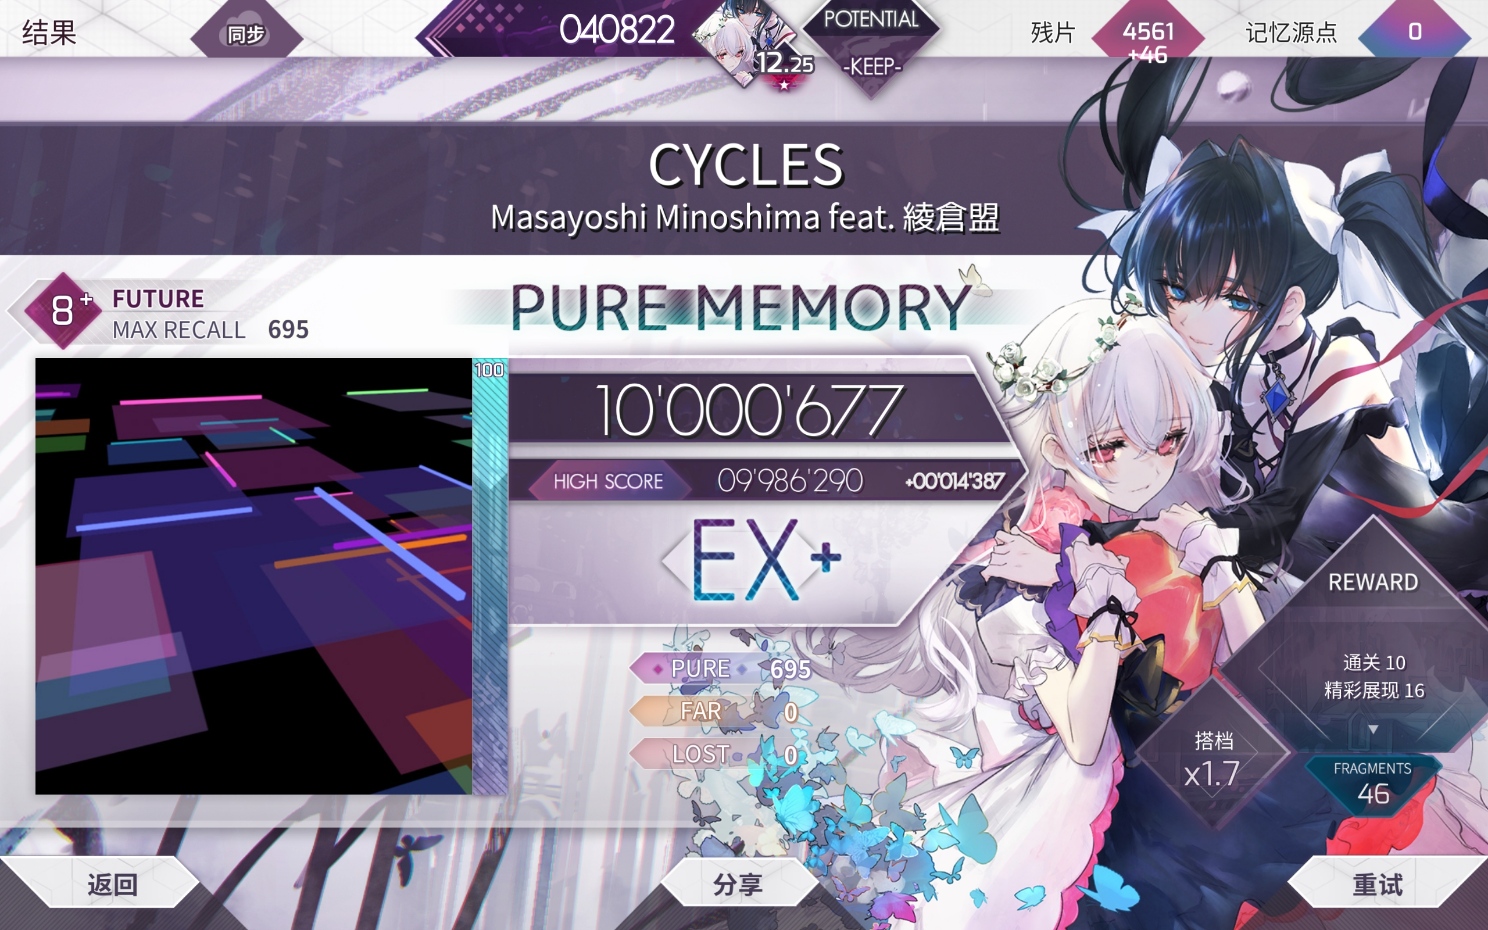 结果
同步
040822
12.25
POTENTIAL
-KEEP-
残片
4561
+46
记忆源点
0
CYCLES
Masayoshi Minoshima feat. 綾倉盟
8+
FUTURE
MAX RECALL 695
PURE MEMORY
100
10'000'677
HIGH SCORE 09'986'290 +00'014'387
EX+
PURE 695
FAR 0
LOST 0
REWARD
通关 10
精彩展现 16
搭档
x1.7
FRAGMENTS
46
返回
分享
重试